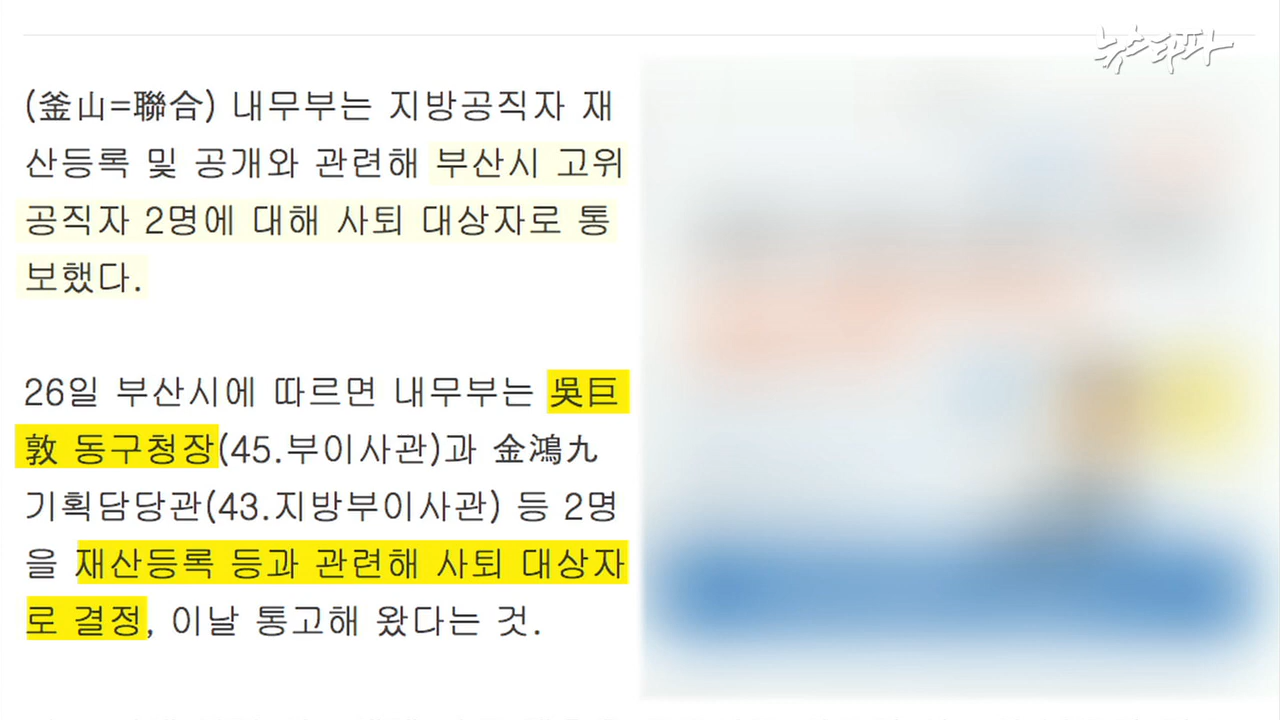 뉴스타파
(釜山=聯合) 내무부는 지방공직자 재
산등록 및 공개와 관련해 부산시 고위
공직자 2명에 대해 사퇴 대상자로 통
보했다.
26일 부산시에 따르면 내무부는 吳巨
敦 동구청장(45.부이사관)과 金鴻九
기획담당관(43.지방부이사관) 등 2명
을 재산등록 등과 관련해 사퇴 대상자
로 결정, 이날 통고해 왔다는 것.